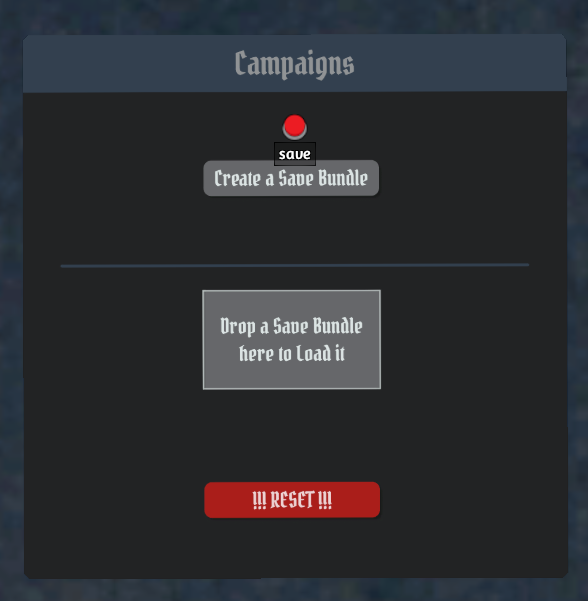 Campaigns
save
Create a Save Bundle
Drop a Save Bundle
here to Load it
!!! RESET !!!